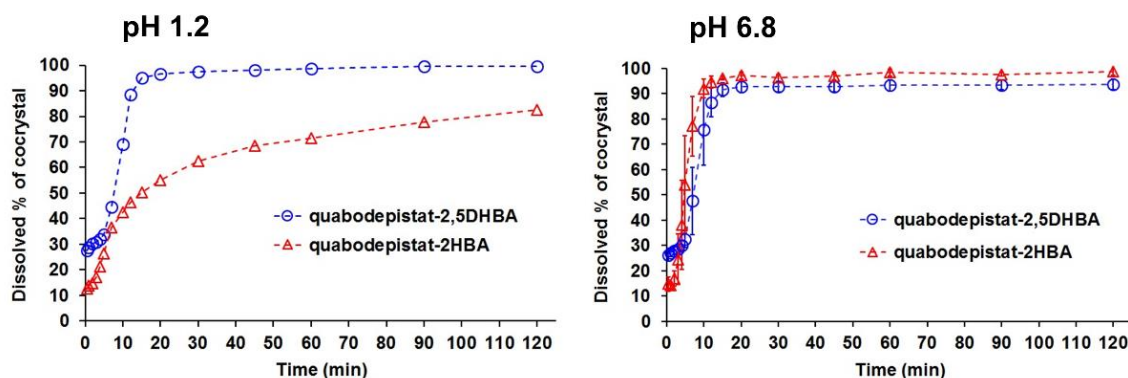 pH 1.2
Dissolved % of cocrystal
100
90
80
70
60
50
40
30
20
10
0
quabodepistat-2,5DHBA
quabodepistat-2HBA
0 10 20 30 40 50 60 70 80 90 100 110 120
Time (min)
pH 6.8
Dissolved % of cocrystal
100
90
80
70
60
50
40
30
20
10
0
quabodepistat-2,5DHBA
quabodepistat-2HBA
0 10 20 30 40 50 60 70 80 90 100 110 120
Time (min)